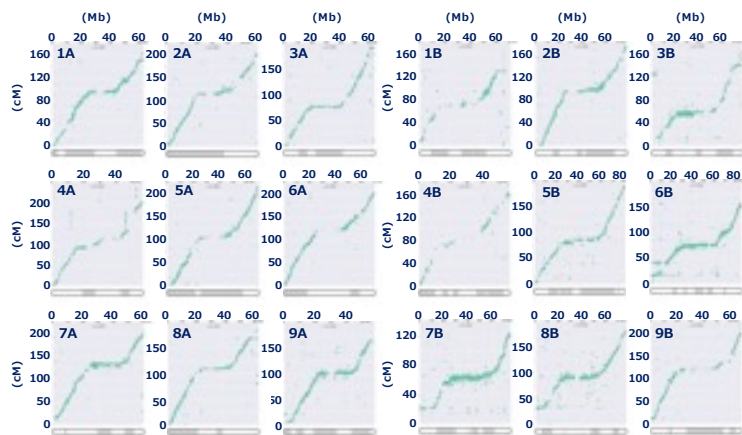 (Mb) (Mb) (Mb) (Mb) (Mb) (Mb)
0 20 40 60 0 20 40 60 0 20 40 60 0 20 40 60 0 20 40 60 0 20 40 60
160 120 80 40 0 (cM) 1A
150 100 50 0 2A
150 100 50 0 3A
160 120 80 40 0 1B
160 120 80 40 0 2B
120 80 40 0 3B
0 20 40 0 20 40 60 0 20 40 60 0 20 40 0 20 40 60 80 0 20 40 60 80
200 150 100 50 0 (cM) 4A
200 150 100 50 0 5A
200 150 100 50 0 6A
160 120 80 40 0 4B
150 100 50 0 5B
150 100 50 0 6B
0 20 40 60 0 20 40 60 0 20 40 0 20 40 60 0 20 40 60 0 20 40 60
200 150 100 50 0 (cM) 7A
150 100 50 0 8A
150 100 50 0 9A
120 80 40 0 7B
150 100 50 0 8B
200 150 100 50 0 9B